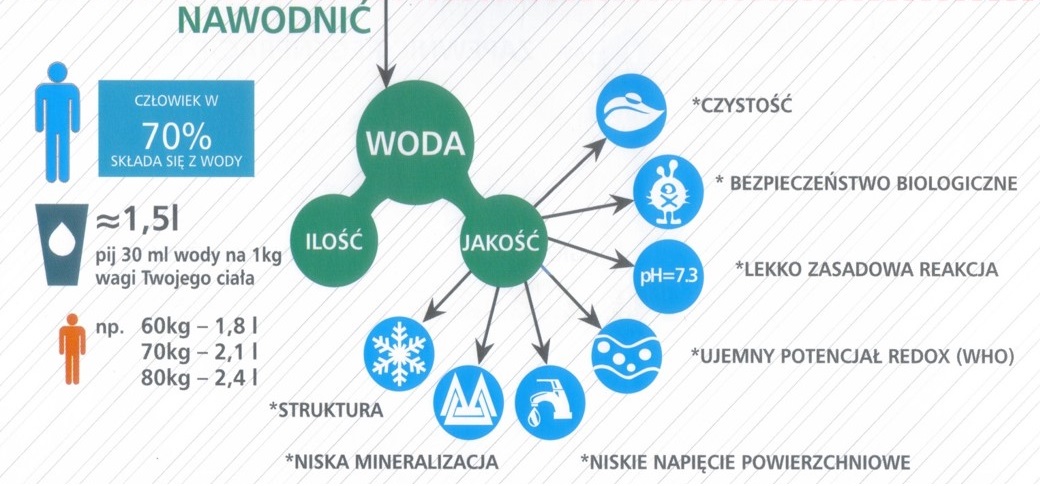 NAWODNIĆ
CZŁOWIEK W
70%
SKŁADA SIĘ Z WODY
≈1,5l
pij 30 ml wody na 1kg
wagi Twojego ciała
np. 60kg – 1,8 l
70kg – 2,1 l
80kg – 2,4 l
WODA
ILOŚĆ
JAKOŚĆ
*CZYSTOŚĆ
* BEZPIECZEŃSTWO BIOLOGICZNE
pH=7.3
*LEKKO ZASADOWA REAKCJA
*UJEMNY POTENCJAŁ REDOX (WHO)
*NISKIE NAPIĘCIE POWIERZCHNIOWE
*NISKA MINERALIZACJA
*STRUKTURA